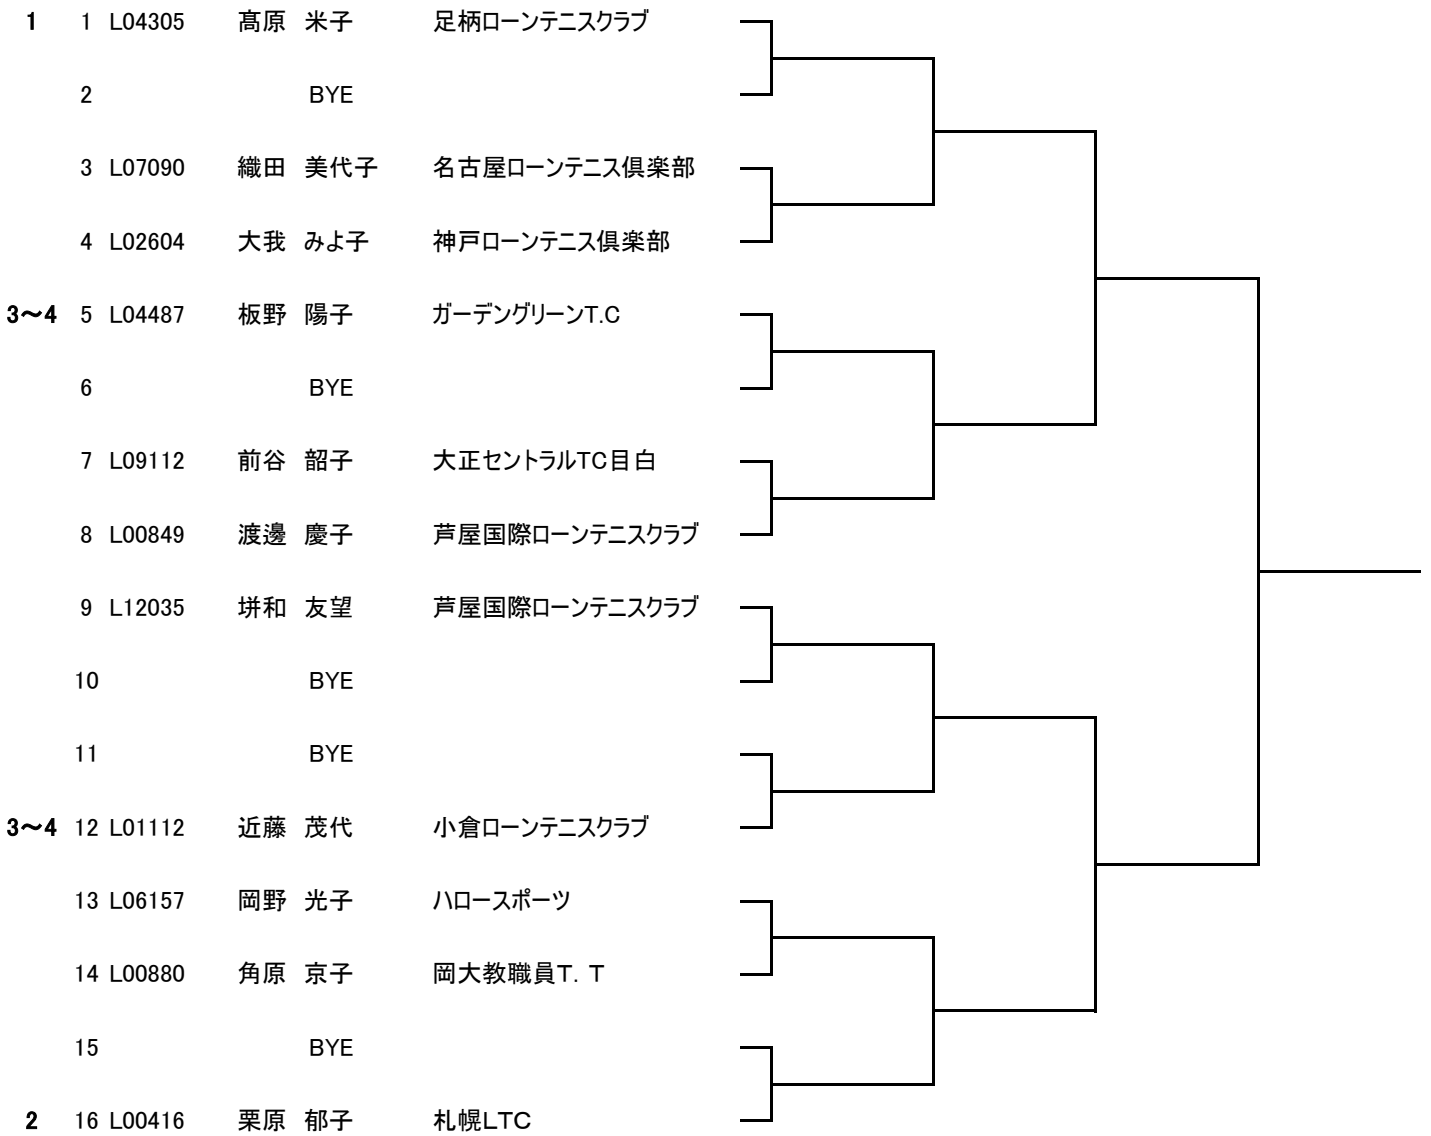 1 1 L04305 髙原 米子 足柄ローンテニスクラブ
2 BYE
3 L07090 織田 美代子 名古屋ローンテニス倶楽部
4 L02604 大我 みよ子 神戸ローンテニス倶楽部
3～4 5 L04487 板野 陽子 ガーデングリーンT.C
6 BYE
7 L09112 前谷 韶子 大正セントラルTC目白
8 L00849 渡邊 慶子 芦屋国際ローンテニスクラブ
9 L12035 垪和 友望 芦屋国際ローンテニスクラブ
10 BYE
11 BYE
3～4 12 L01112 近藤 茂代 小倉ローンテニスクラブ
13 L06157 岡野 光子 ハロースポーツ
14 L00880 角原 京子 岡大教職員T．T
15 BYE
2 16 L00416 栗原 郁子 札幌LTC